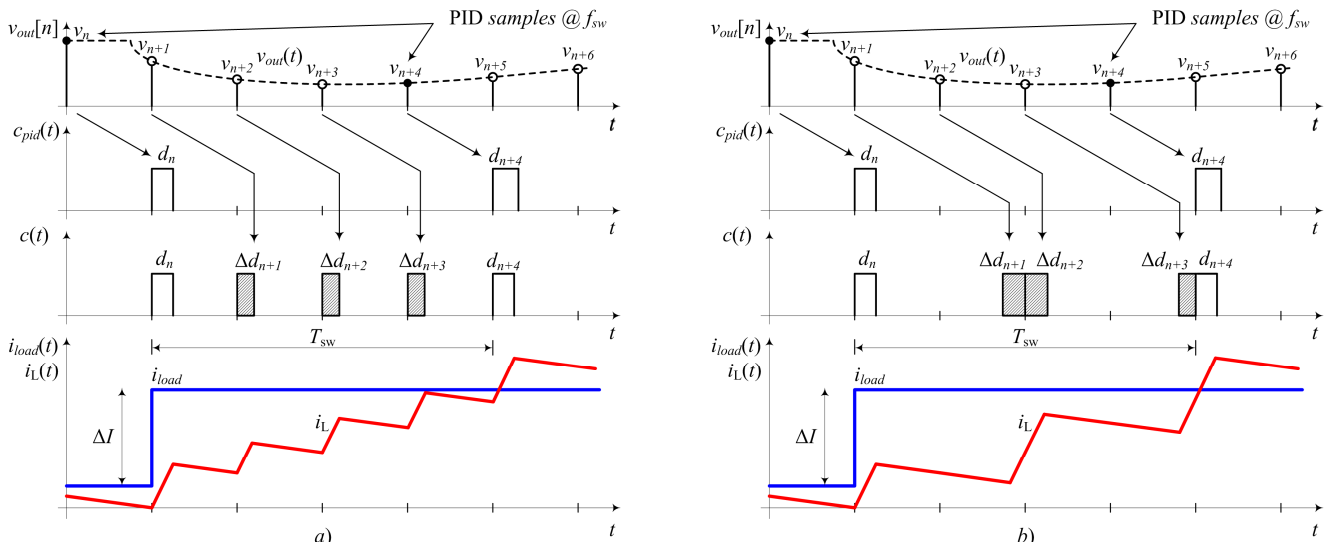 v_out[n] v_n PID samples @ f_sw
v_n+1 v_n+2 v_out(t) v_n+3 v_n+4 v_n+5 v_n+6
t
c_pid(t) d_n d_n+4
t
c(t) d_n Δd_n+1 Δd_n+2 Δd_n+3 d_n+4
t
i_load(t) T_sw
i_L(t) i_load
ΔI i_L
t
a)
v_out[n] v_n PID samples @ f_sw
v_n+1 v_n+2 v_out(t) v_n+3 v_n+4 v_n+5 v_n+6
t
c_pid(t) d_n d_n+4
t
c(t) d_n Δd_n+1 Δd_n+2 Δd_n+3 d_n+4
t
i_load(t) T_sw
i_L(t) i_load
ΔI i_L
t
b)